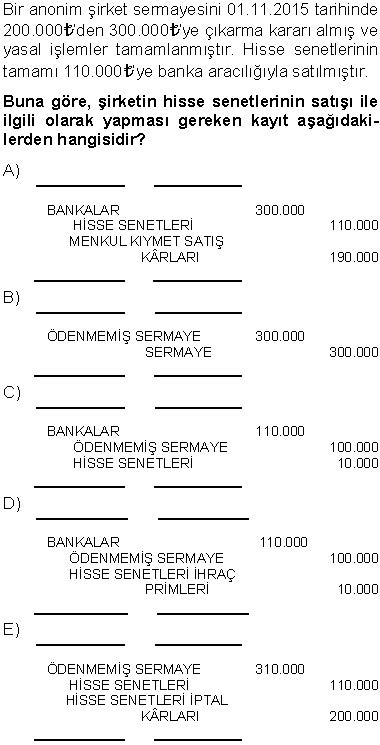 Bir anonim şirket sermayesini 01.11.2015 tarihinde
200.000₺'den 300.000₺'ye çıkarma kararı almış ve
yasal işlemler tamamlanmıştır. Hisse senetlerinin
tamamı 110.000₺'ye banka aracılığıyla satılmıştır.
Buna göre, şirketin hisse senetlerinin satışı ile
ilgili olarak yapması gereken kayıt aşağıdaki-
lerden hangisidir?
A)
BANKALAR 300.000
HİSSE SENETLERİ 110.000
MENKUL KIYMET SATIŞ
KÂRLARI 190.000
B)
ÖDENMEMİŞ SERMAYE 300.000
SERMAYE 300.000
C)
BANKALAR 110.000
ÖDENMEMİŞ SERMAYE 100.000
HİSSE SENETLERİ 10.000
D)
BANKALAR 110.000
ÖDENMEMİŞ SERMAYE 100.000
HİSSE SENETLERİ İHRAÇ
PRİMLERİ 10.000
E)
ÖDENMEMİŞ SERMAYE 310.000
HİSSE SENETLERİ 110.000
HİSSE SENETLERİ İPTAL
KÂRLARI 200.000